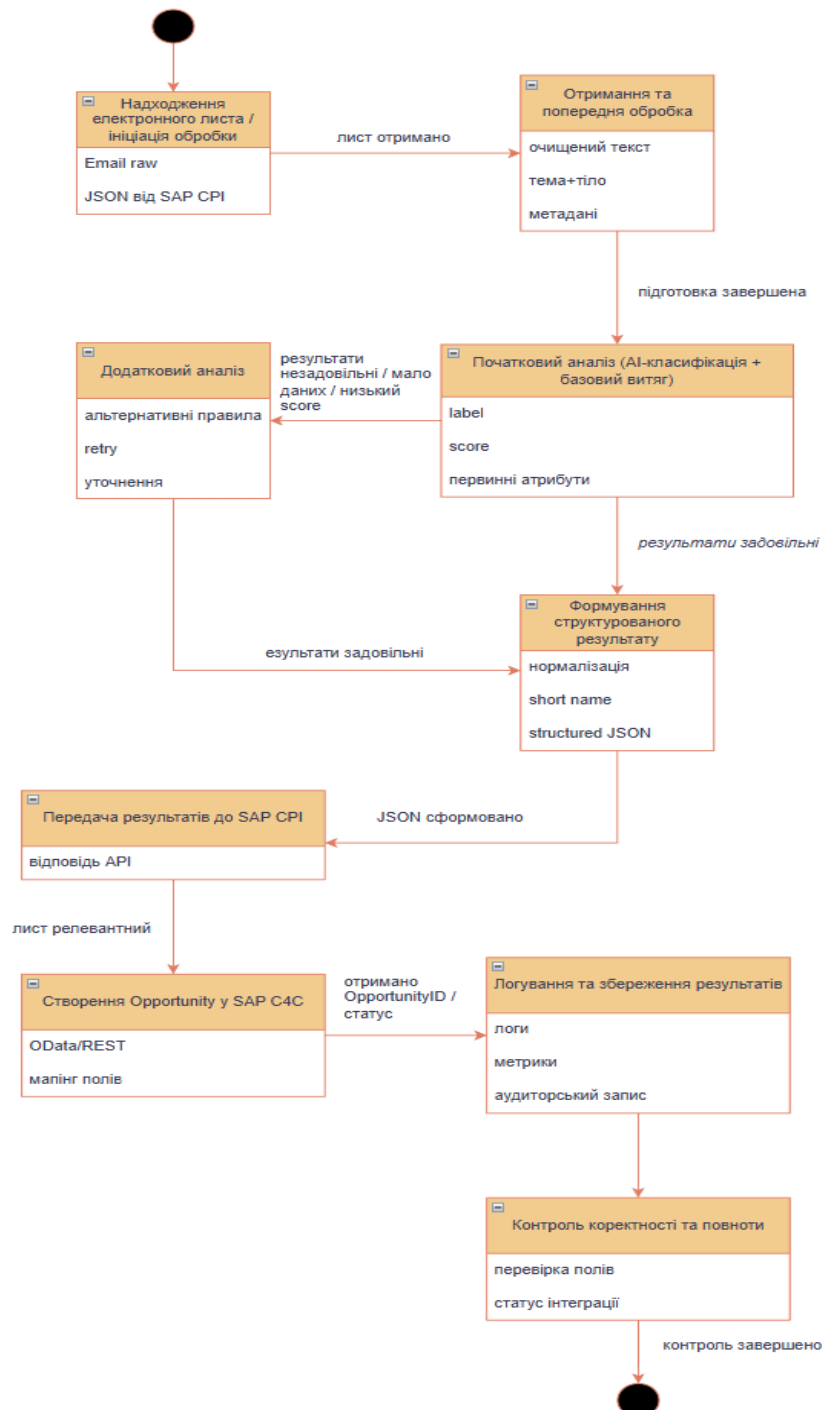 Надходження
електронного листа /
ініціація обробки
Email raw
JSON від SAP CPI
лист отримано
Отримання та
попередня обробка
очищений текст
тема+тіло
метадані
підготовка завершена
Початковий аналіз (AI-класифікація +
базовий витяг)
label
score
первинні атрибути
результати
незадовільні / мало
даних / низький
score
Додатковий аналіз
альтернативні правила
retry
уточнення
результати задовільні
езультати задовільні
Формування
структурованого
результату
нормалізація
short name
structured JSON
JSON сформовано
Передача результатів до SAP CPI
відповідь API
лист релевантний
Створення Opportunity у SAP C4C
OData/REST
мапінг полів
отримано
OpportunityID /
статус
Логування та збереження результатів
логи
метрики
аудиторський запис
Контроль коректності та повноти
перевірка полів
статус інтеграції
контроль завершено